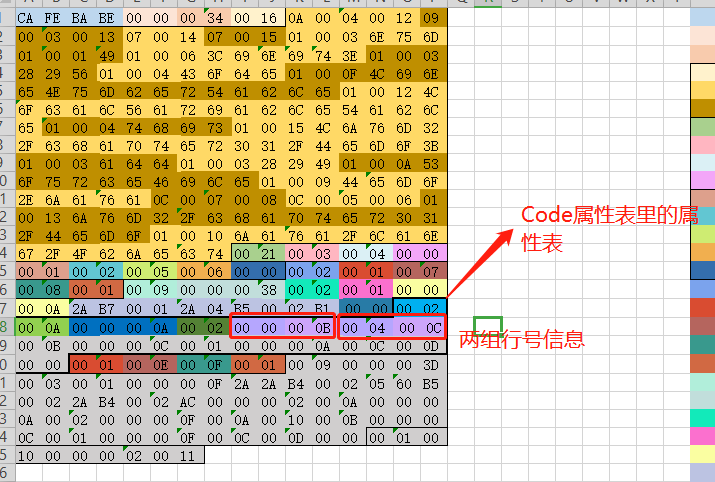 CA FE BA BE 00 00 00 34 00 16 0A 00 04 00 12 09
00 03 00 13 07 00 14 07 00 15 01 00 03 6E 75 6D
01 00 01 49 01 00 06 3C 69 6E 69 74 3E 01 00 03
28 29 56 01 00 04 43 6F 64 65 01 00 0F 4C 69 6E
65 4E 75 6D 62 65 72 54 61 62 6C 65 01 00 12 4C
6F 63 61 6C 56 61 72 69 61 62 6C 65 54 61 62 6C
65 01 00 04 74 68 69 73 01 00 15 4C 6A 76 6D 32
2F 63 68 61 70 74 65 72 30 31 2F 44 65 6D 6F 3B
01 00 03 61 64 64 01 00 03 28 29 49 01 00 0A 53
6F 75 72 63 65 46 69 6C 65 01 00 09 44 65 6D 6F
2E 6A 61 76 61 0C 00 07 00 08 0C 00 05 00 06 01
00 13 6A 76 6D 32 2F 63 68 61 70 74 65 72 30 31
2F 44 65 6D 6F 01 00 10 6A 61 76 61 2F 6C 61 6E
67 2F 4F 62 6A 65 63 74 00 21 00 03 00 04 00 00
00 01 00 02 00 05 00 06 00 00 00 02 00 01 00 07
00 08 00 01 00 09 00 00 00 38 00 02 00 01 00 00
00 0A 2A B7 00 01 2A 04 B5 00 02 B1 00 00 00 02
00 0A 00 00 00 0A 00 02 00 00 00 0B 00 04 00 0C
00 0B 00 00 00 0C 00 01 00 00 00 0A 00 0C 00 0D
00 00 00 01 00 0E 00 0F 00 01 00 09 00 00 00 3D
00 03 00 01 00 00 00 0F 2A 2A B4 00 02 05 60 B5
00 02 2A B4 00 02 AC 00 00 00 02 00 0A 00 00 00
0A 00 02 00 00 00 0F 00 0A 00 10 00 0B 00 00 00
0C 00 01 00 00 00 0F 00 0C 00 0D 00 00 00 01 00
10 00 00 00 02 00 11
Code属性表里的属
性表
两组行号信息